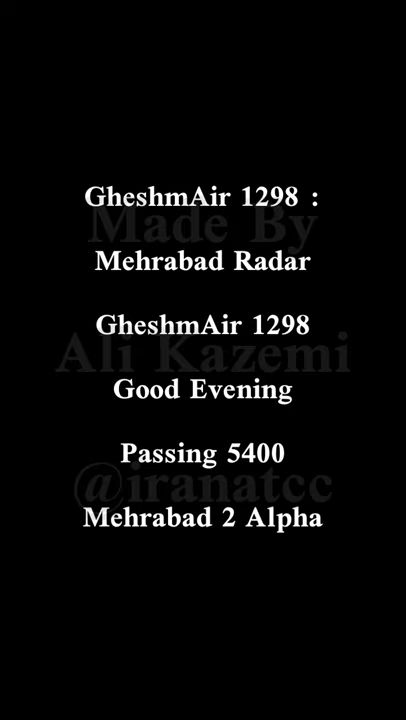 GheshmAir 1298 :
Made By
Mehrabad Radar
GheshmAir 1298
Ali Kazemi
Good Evening
Passing 5400
@iranatcc
Mehrabad 2 Alpha